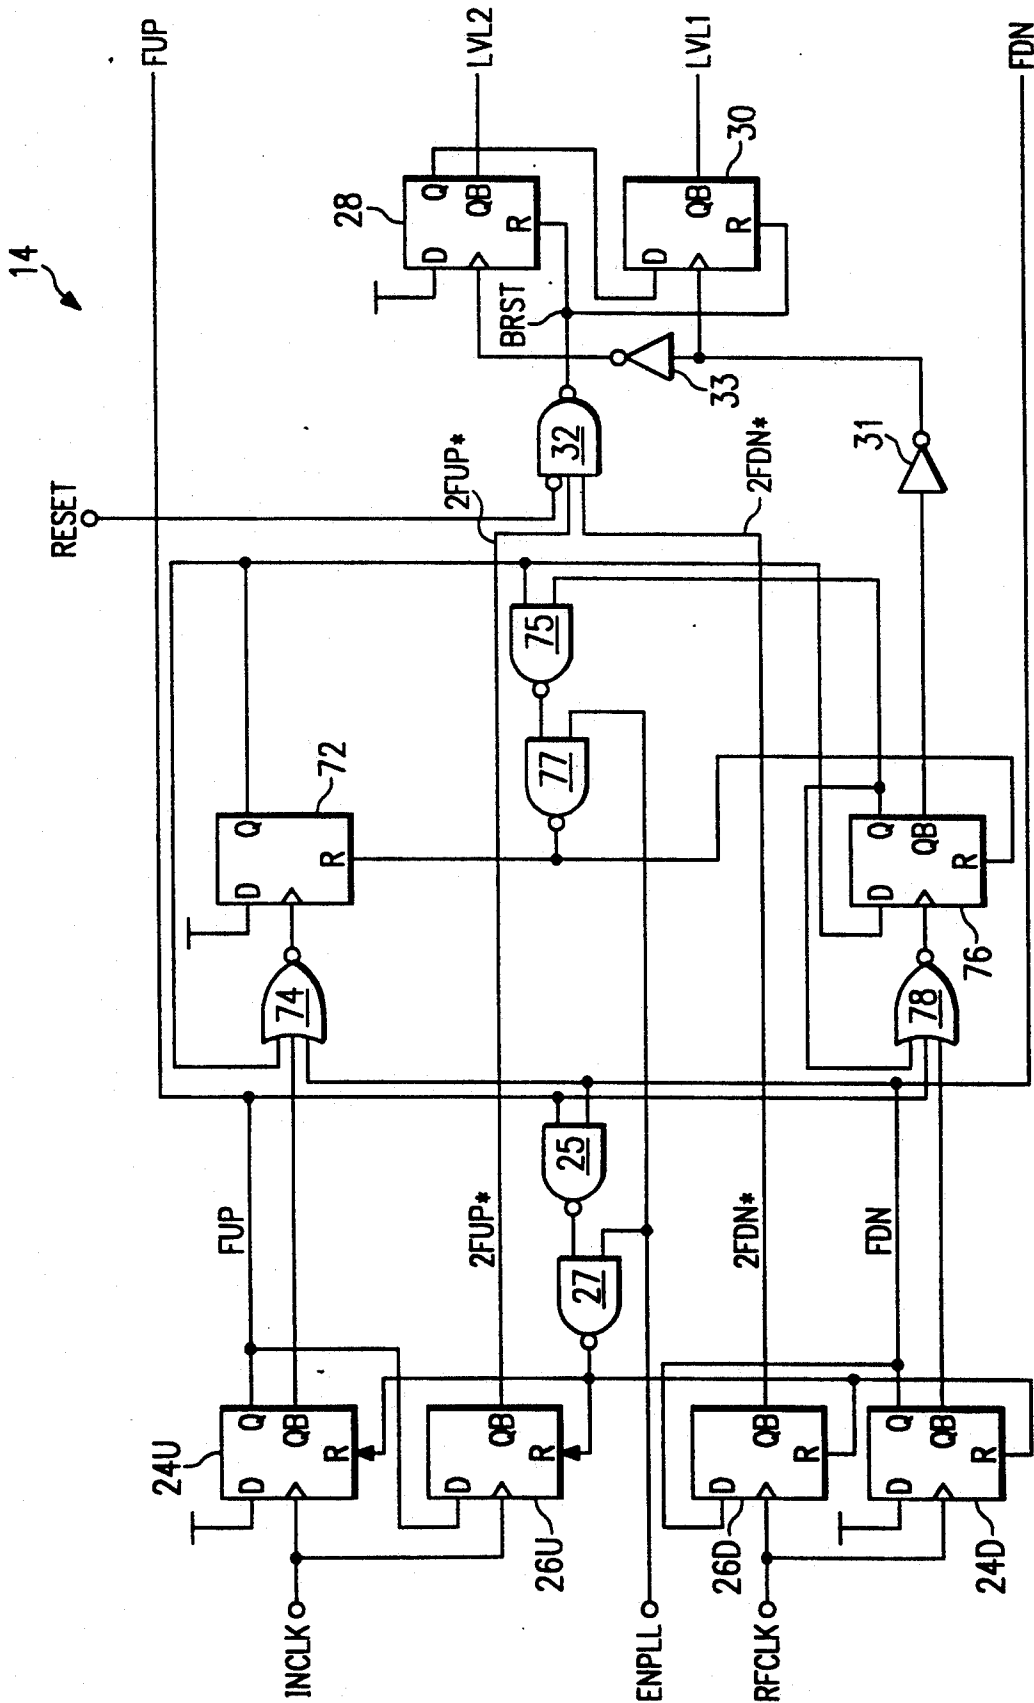 14
RESET
FUP
28
D
Q
QB
R
LVL2
BRST
D
QB
R
30
LVL1
32
33
31
2FUP*
2FDN*
FDN
72
D
Q
R
74
75
77
76
D
Q
QB
R
78
FUP
2FUP*
25
27
2FDN*
FDN
24U
D
Q
QB
R
26U
D
QB
R
26D
D
QB
R
24D
D
Q
QB
R
INCLK
ENPLL
RFCLK